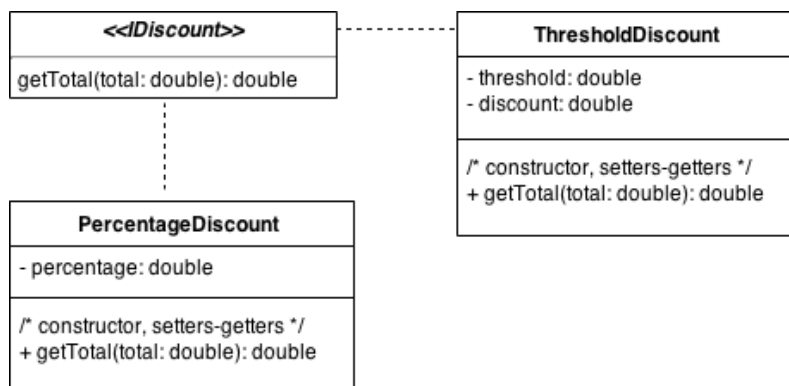 <<IDiscount>>
getTotal(total: double): double
ThresholdDiscount
- threshold: double
- discount: double
/* constructor, setters-getters */
+ getTotal(total: double): double
PercentageDiscount
- percentage: double
/* constructor, setters-getters */
+ getTotal(total: double): double